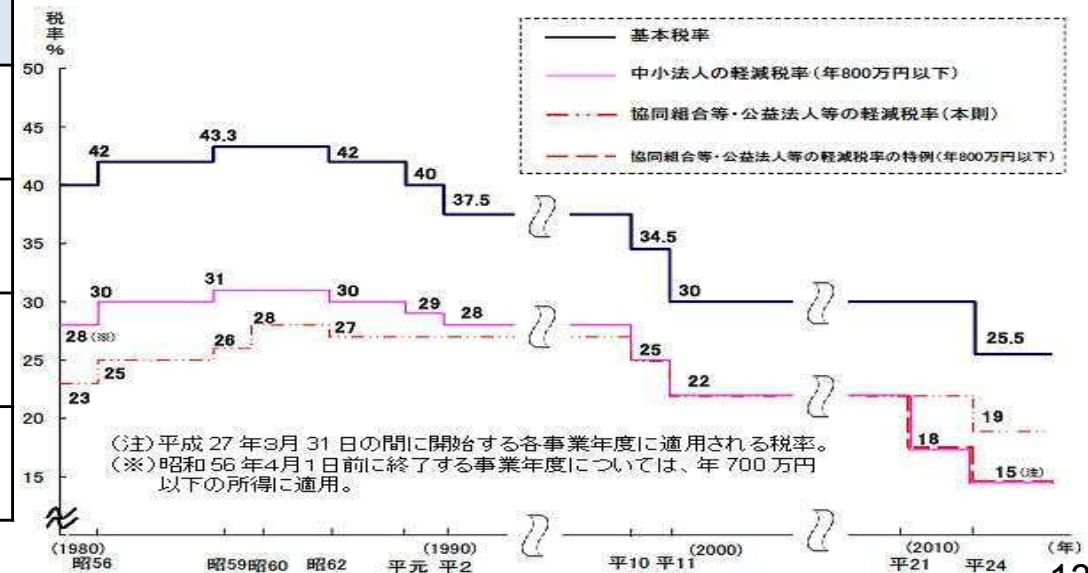 税率%
基本税率
中小法人の軽減税率(年800万円以下)
協同組合等・公益法人等の軽減税率(本則)
協同組合等・公益法人等の軽減税率の特例(年800万円以下)
50
45
40
35
30
25
20
15
42
43.3
42
40
37.5
34.5
30
25.5
30
31
30
29
28
28(※)
23
25
26
28
27
25
22
18
19
15(注)
(注)平成27年3月31日の間に開始する各事業年度に適用される税率。
(※)昭和56年4月1日前に終了する事業年度については、年700万円
以下の所得に適用。
(1980)
(1990)
(2000)
(2010)
(年)
昭56
昭59
昭60
昭62
平元
平2
平10
平11
平21
平24